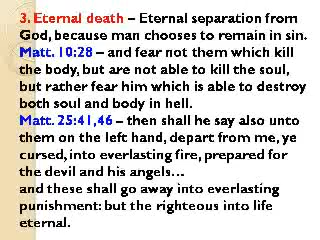 3. Eternal death – Eternal separation from
God, because man chooses to remain in sin.
Matt. 10:28 – and fear not them which kill
the body, but are not able to kill the soul,
but rather fear him which is able to destroy
both soul and body in hell.
Matt. 25:41,46 – then shall he say also unto
them on the left hand, depart from me, ye
cursed, into everlasting fire, prepared for
the devil and his angels...
and these shall go away into everlasting
punishment: but the righteous into life
eternal.